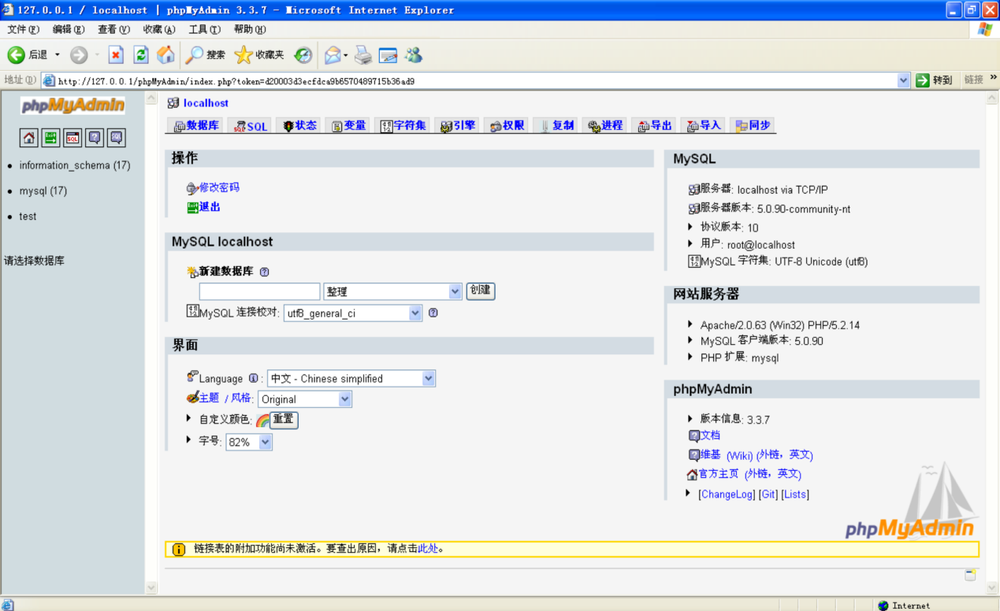 127.0.0.1 / localhost | phpMyAdmin 3.3.7 - Microsoft Internet Explorer
文件(F) 编辑(E) 查看(V) 收藏(A) 工具(T) 帮助(H)
后退 搜索 收藏夹
地址(D) http://127.0.0.1/phpMyAdmin/index.php?token=d20003d3ecfdca9b6570489715b36ad9 转到 链接 »
phpMyAdmin
Exit SQL
information_schema (17)
mysql (17)
test
请选择数据库
localhost
数据库 SQL 状态 变量 字符集 引擎 权限 复制 进程 导出 导入 同步
操作
修改密码
退出
MySQL localhost
新建数据库
整理 创建
MySQL 连接校对: utf8_general_ci
界面
Language : 中文 - Chinese simplified
主题 / 风格: Original
自定义颜色: 重置
字号: 82%
MySQL
服务器: localhost via TCP/IP
服务器版本: 5.0.90-community-nt
协议版本: 10
用户: root@localhost
MySQL 字符集: UTF-8 Unicode (utf8)
网站服务器
Apache/2.0.63 (Win32) PHP/5.2.14
MySQL 客户端版本: 5.0.90
PHP 扩展: mysql
phpMyAdmin
版本信息: 3.3.7
文档
维基 (Wiki) (外链，英文)
官方主页 (外链，英文)
[ChangeLog] [Git] [Lists]
phpMyAdmin
链接表的附加功能尚未激活。要查出原因，请点击此处。
Internet